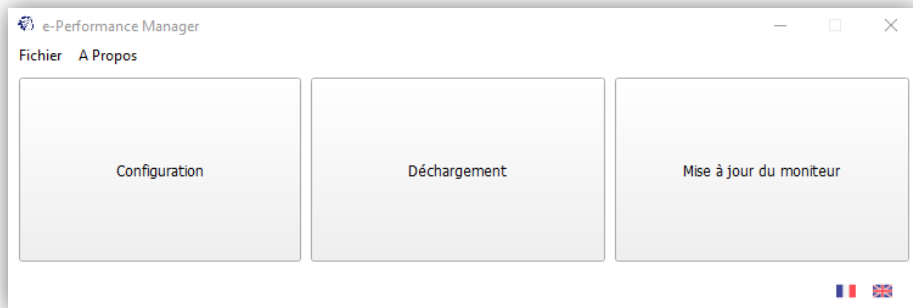 e-Performance Manager
Fichier A Propos
Configuration
Déchargement
Mise à jour du moniteur